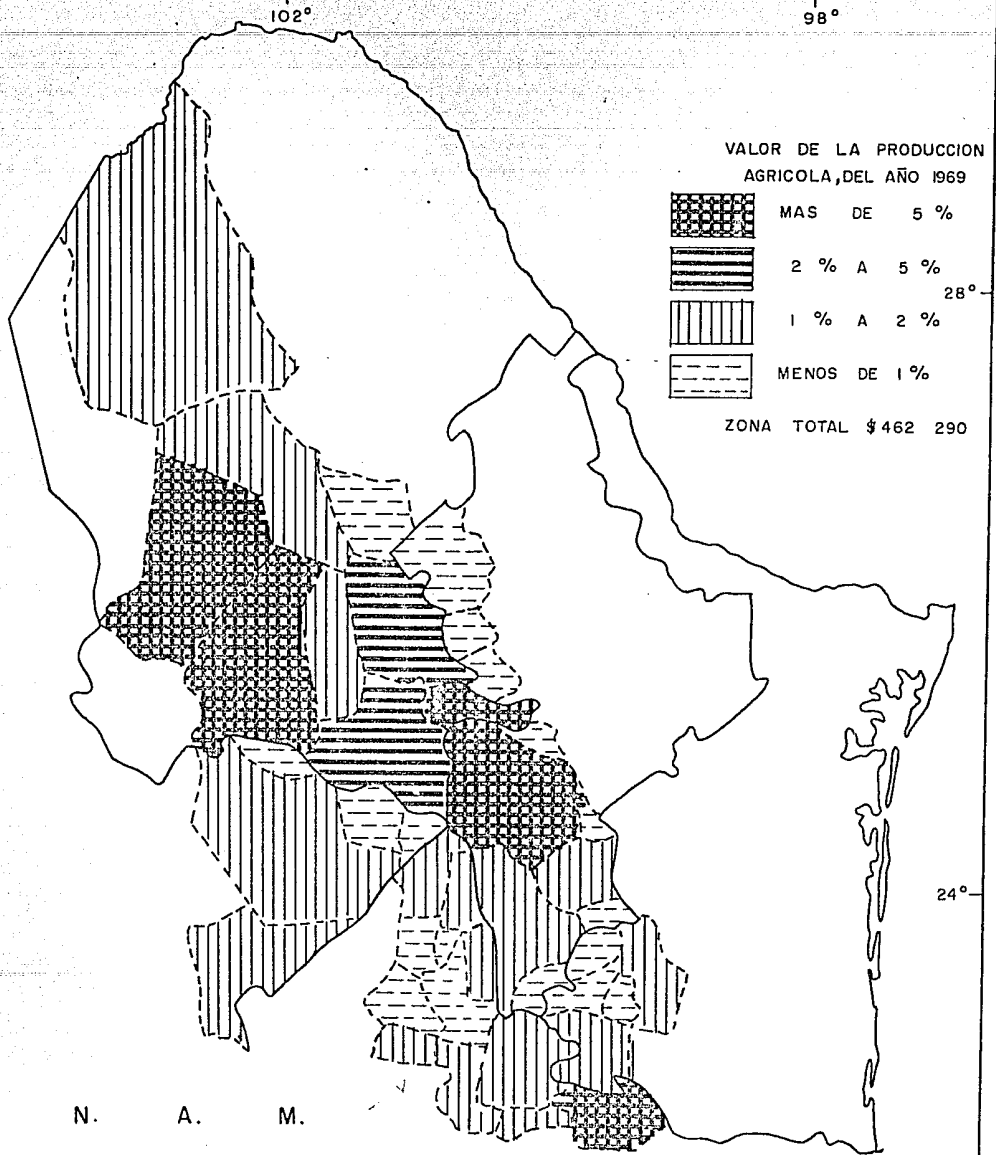 102°
98°
VALOR DE LA PRODUCCION
AGRICOLA, DEL AÑO 1969
MAS DE 5 %
2 % A 5 %
28°
1 % A 2 %
MENOS DE 1 %
ZONA TOTAL $ 462 290
24°
N. A. M.